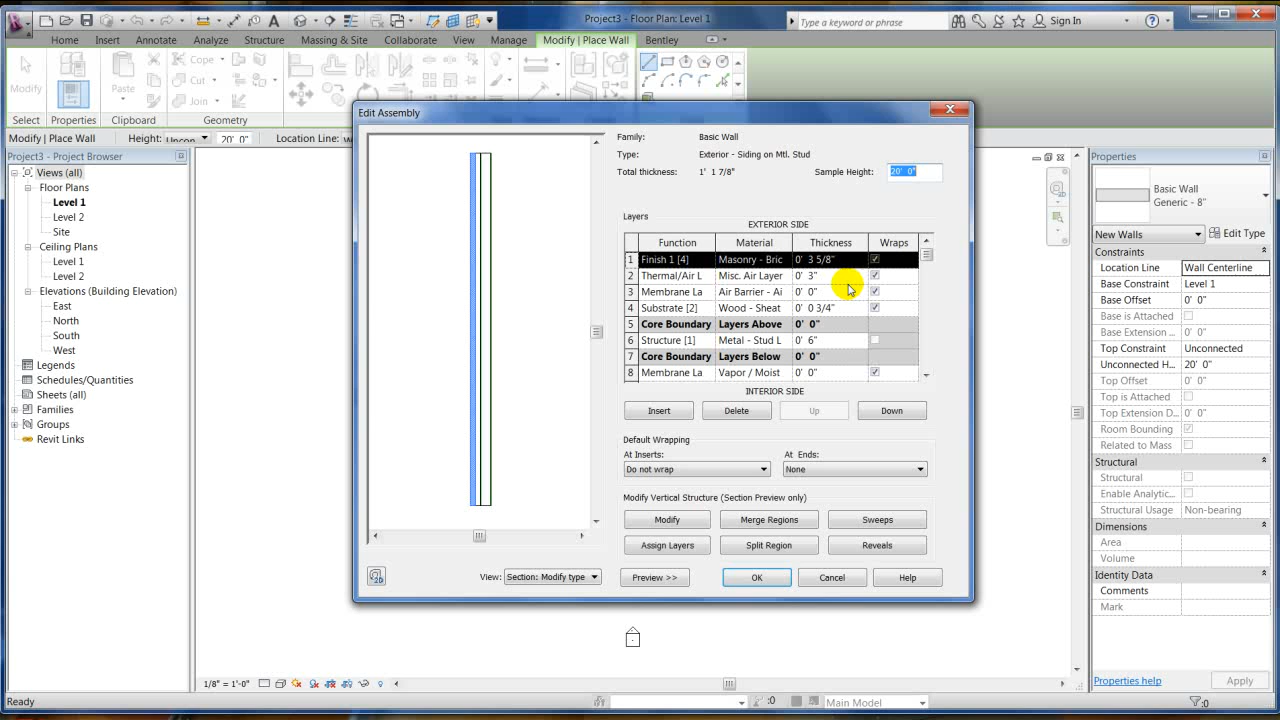 Project3 - Floor Plan: Level 1
Type a keyword or phrase
Sign In
Home Insert Annotate Analyze Structure Massing & Site Collaborate View Manage Modify | Place Wall Bentley
Modify Paste Cope Cut Join
Select Properties Clipboard Geometry
Modify | Place Wall Height: 20' 0" Location Line:
Project3 - Project Browser
Views (all)
Floor Plans
Level 1
Level 2
Site
Ceiling Plans
Level 1
Level 2
Elevations (Building Elevation)
East
North
South
West
Legends
Schedules/Quantities
Sheets (all)
Families
Groups
Revit Links
Edit Assembly
Family: Basic Wall
Type: Exterior - Siding on Mtl. Stud
Total thickness: 1' 1 7/8" Sample Height: 20' 0"
Layers
EXTERIOR SIDE
Function Material Thickness Wraps
1 Finish 1 [4] Masonry - Bric 0' 3 5/8"
2 Thermal/Air L Misc. Air Layer 0' 3"
3 Membrane La Air Barrier - Ai 0' 0"
4 Substrate [2] Wood - Sheat 0' 0 3/4"
5 Core Boundary Layers Above 0' 0"
6 Structure [1] Metal - Stud L 0' 6"
7 Core Boundary Layers Below 0' 0"
8 Membrane La Vapor / Moist 0' 0"
INTERIOR SIDE
Insert Delete Up Down
Default Wrapping
At Inserts: At Ends:
Do not wrap None
Modify Vertical Structure (Section Preview only)
Modify Merge Regions Sweeps
Assign Layers Split Region Reveals
View: Section: Modify type Preview >> OK Cancel Help
Properties
Basic Wall
Generic - 8"
New Walls Edit Type
Constraints
Location Line Wall Centerline
Base Constraint Level 1
Base Offset 0' 0"
Base is Attached
Base Extension
Top Constraint Unconnected
Unconnected H... 20' 0"
Top Offset 0' 0"
Top is Attached
Top Extension D... 0' 0"
Room Bounding
Related to Mass
Structural
Structural
Enable Analytic...
Structural Usage Non-bearing
Dimensions
Area
Volume
Identity Data
Comments
Mark
Properties help Apply
1/8" = 1'-0"
Ready :0 Main Model :0